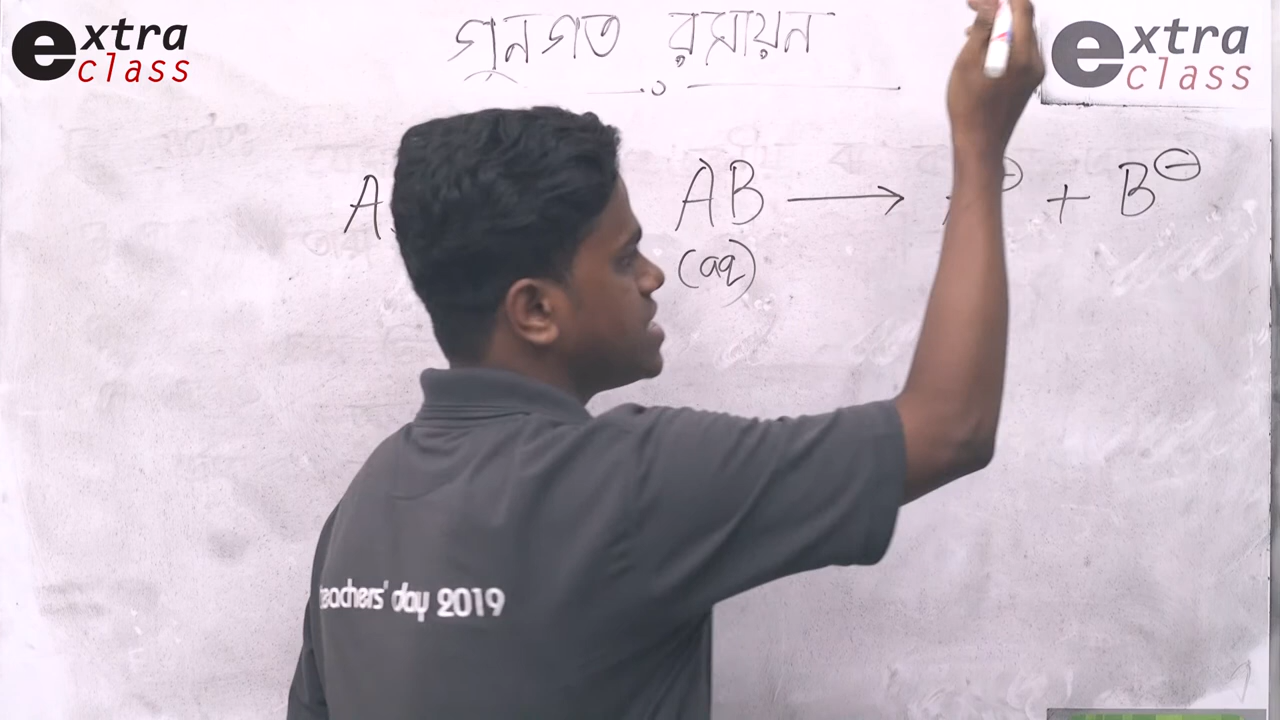 extra class
extra class
গুনগত রসায়ন
A
AB → ⊕ + B⊖
(aq)
teachers' day 2019